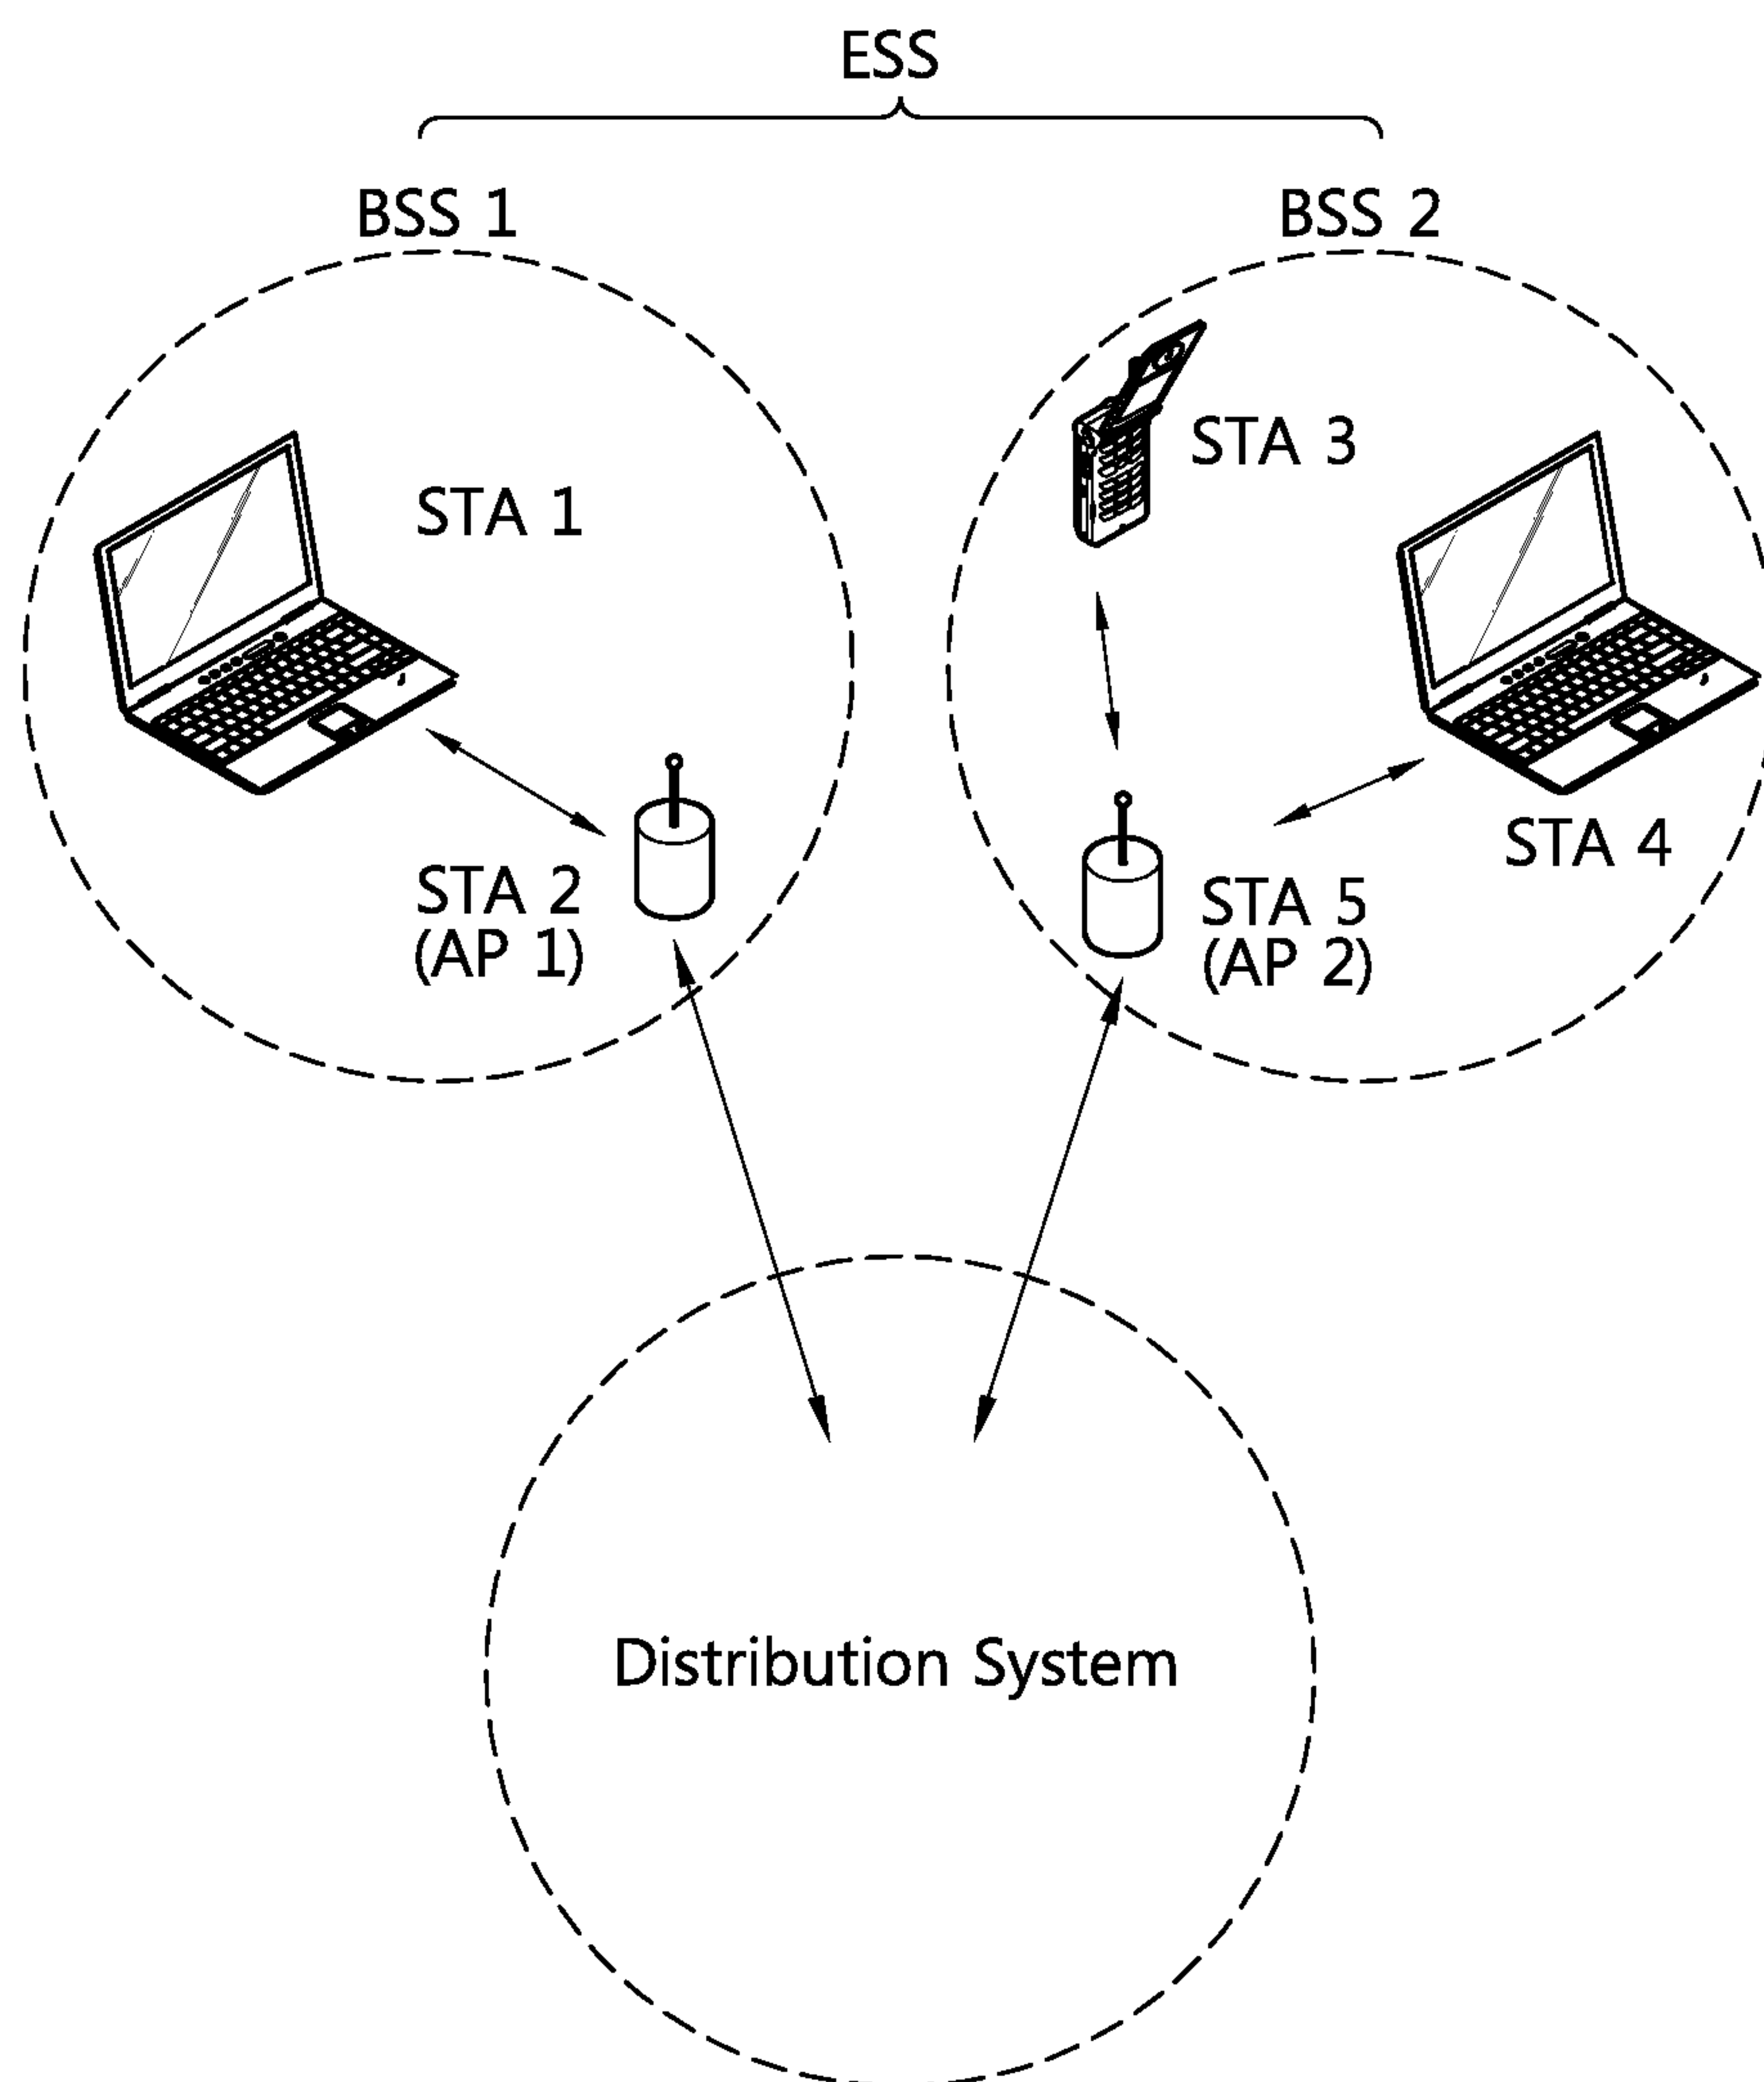 ESS
BSS 1
BSS 2
STA 1
STA 3
STA 2
(AP 1)
STA 5
(AP 2)
STA 4
Distribution System